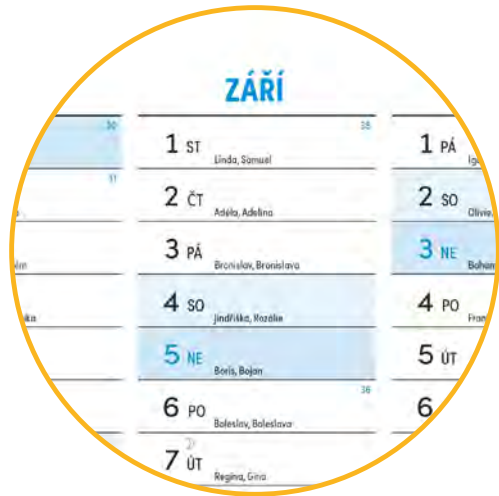 ZÁŘÍ
30
31
35
1 ST
Linda, Samuel
2 ČT
Adéla, Adelina
3 PÁ
Bronislav, Bronislava
4 SO
Jindřiška, Rozálie
5 NE
Boris, Bojan
36
6 PO
Boleslav, Boleslava
7 ÚT
Regína, Gina
1 PÁ
2 SO
Olivie,
3 NE
4 PO
5 ÚT
6